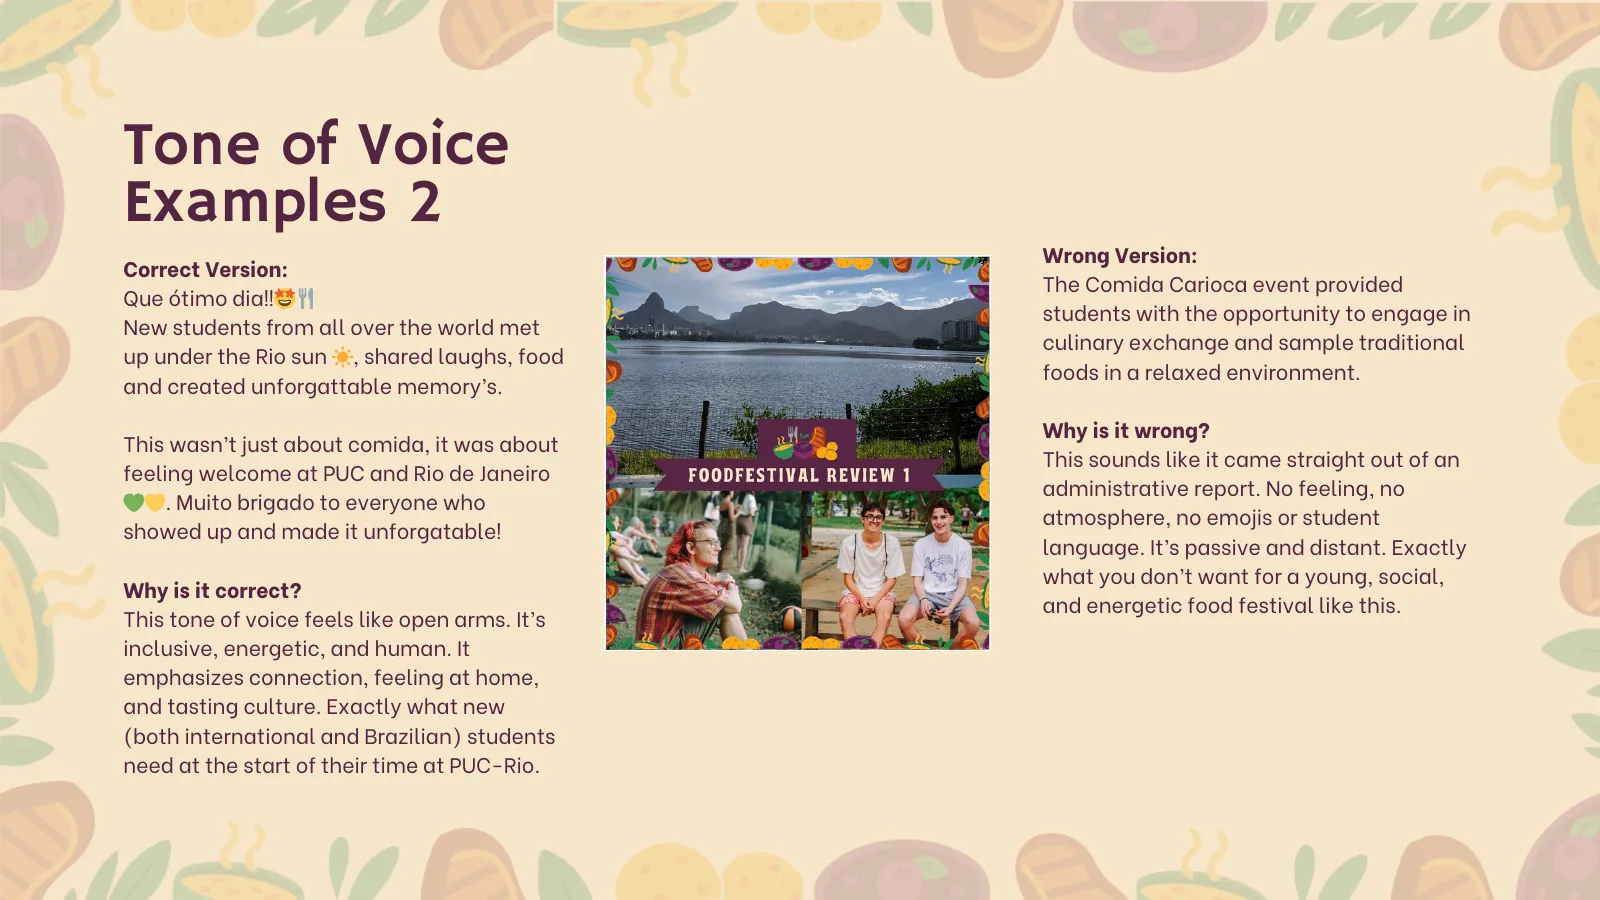 Tone of Voice
Examples 2
Correct Version:
Que ótimo dia!!🤩🍴
New students from all over the world met
up under the Rio sun ☀️, shared laughs, food
and created unforgattable memory's.
This wasn't just about comida, it was about
feeling welcome at PUC and Rio de Janeiro
💚💛. Muito brigado to everyone who
showed up and made it unforgatable!
Why is it correct?
This tone of voice feels like open arms. It's
inclusive, energetic, and human. It
emphasizes connection, feeling at home,
and tasting culture. Exactly what new
(both international and Brazilian) students
need at the start of their time at PUC-Rio.
FOODFESTIVAL REVIEW 1
Wrong Version:
The Comida Carioca event provided
students with the opportunity to engage in
culinary exchange and sample traditional
foods in a relaxed environment.
Why is it wrong?
This sounds like it came straight out of an
administrative report. No feeling, no
atmosphere, no emojis or student
language. It's passive and distant. Exactly
what you don't want for a young, social,
and energetic food festival like this.